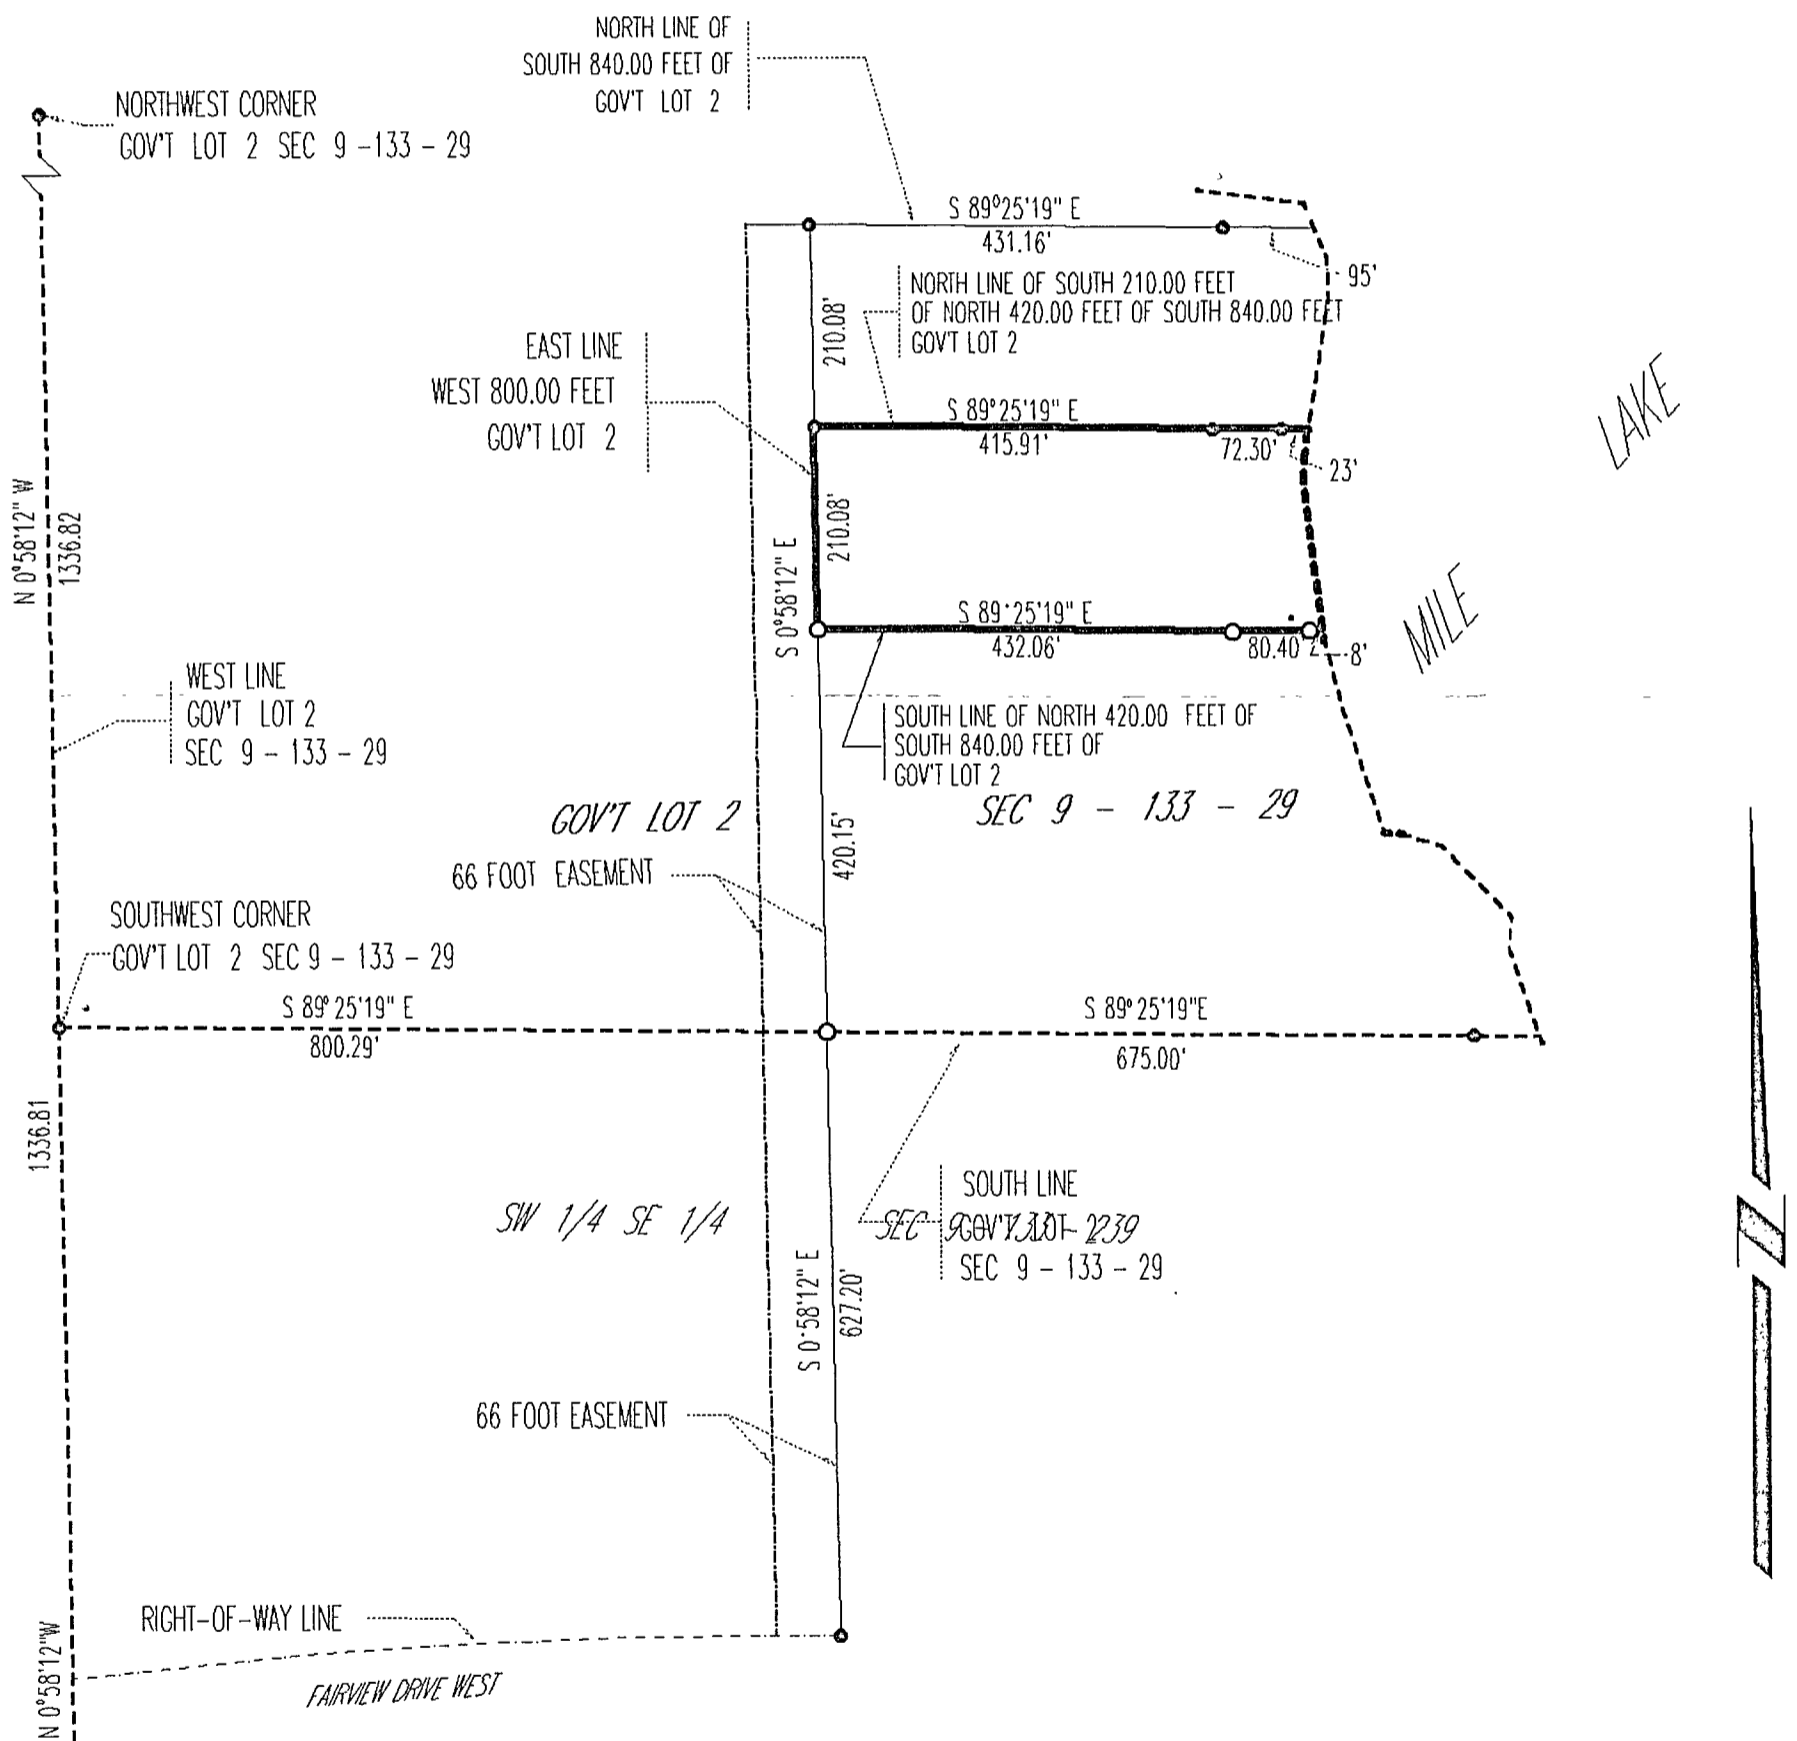 NORTH LINE OF
SOUTH 840.00 FEET OF
GOV'T LOT 2
NORTHWEST CORNER
GOV'T LOT 2 SEC 9 -133 - 29
S 89°25'19" E
431.16'
95'
NORTH LINE OF SOUTH 210.00 FEET
OF NORTH 420.00 FEET OF SOUTH 840.00 FEET
GOV'T LOT 2
210.08'
EAST LINE
WEST 800.00 FEET
GOV'T LOT 2
S 89°25'19" E
415.91'
72.30'
23'
LAKE
N 0°58'12" W
1336.82
210.08'
S 0°58'12" E
S 89°25'19" E
432.06'
80.40'
8'
MILE
WEST LINE
GOV'T LOT 2
SEC 9 - 133 - 29
SOUTH LINE OF NORTH 420.00 FEET OF
SOUTH 840.00 FEET OF
GOV'T LOT 2
GOV'T LOT 2
SEC 9 - 133 - 29
420.15'
66 FOOT EASEMENT
SOUTHWEST CORNER
GOV'T LOT 2 SEC 9 - 133 - 29
S 89°25'19" E
800.29'
S 89°25'19"E
675.00'
1336.81
SOUTH LINE
GOV'T LOT 2
SEC 9 - 133 - 29
SW 1/4 SE 1/4
SEC
S 0°58'12" E
627.20'
66 FOOT EASEMENT
RIGHT-OF-WAY LINE
FAIRVIEW DRIVE WEST
N 0°58'12"W
N